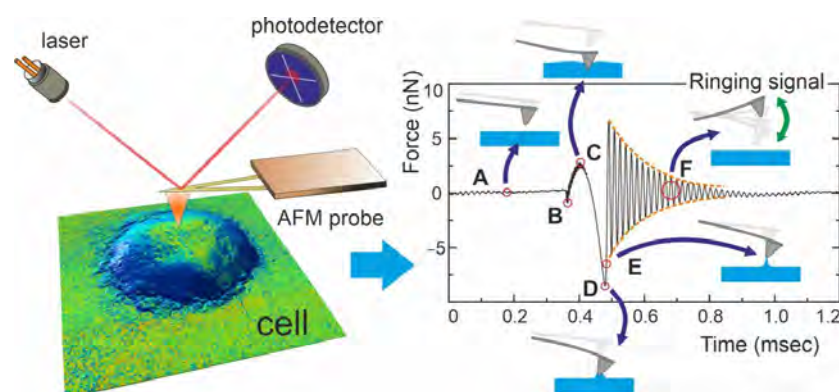 laser
photodetector
AFM probe
cell
Ringing signal
Force (nN)
10
5
0
−5
A
B
C
D
E
F
0
0.2
0.4
0.6
0.8
1.0
1.2
Time (msec)